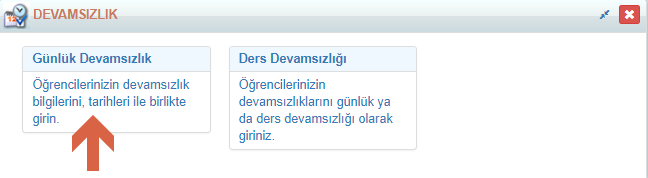 DEVAMSIZLIK
Günlük Devamsızlık
Öğrencilerinizin devamsızlık
bilgilerini, tarihleri ile birlikte
girin.
Ders Devamsızlığı
Öğrencilerinizin
devamsızlıklarını günlük ya
da ders devamsızlığı olarak
giriniz.